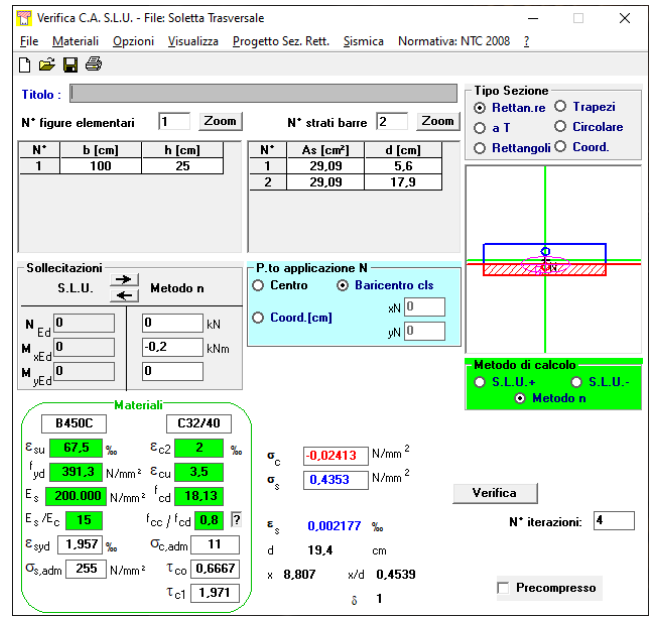 Verifica C.A. S.L.U. - File: Soletta Trasversale
File Materiali Opzioni Visualizza Progetto Sez. Rett. Sismica Normativa: NTC 2008 ?
Titolo :
N° figure elementari 1 Zoom
N° b [cm] h [cm]
1 100 25
N° strati barre 2 Zoom
N° As [cm²] d [cm]
1 29,09 5,6
2 29,09 17,9
Tipo Sezione
Rettan.re Trapezi
a T Circolare
Rettangoli Coord.
N
Sollecitazioni
S.L.U. Metodo n
N Ed 0 0 kN
M xEd 0 -0,2 kNm
M yEd 0 0
P.to applicazione N
Centro Baricentro cls
Coord.[cm]
xN 0
yN 0
Metodo di calcolo
S.L.U.+ S.L.U.-
Metodo n
Materiali
B450C C32/40
εsu 67,5 ‰ εc2 2 ‰
fyd 391,3 N/mm² εcu 3,5
Es 200.000 N/mm² fcd 18,13
Es/Ec 15 fcc / fcd 0,8 ?
εsyd 1,957 ‰ σc,adm 11
σs,adm 255 N/mm² τco 0,6667
τc1 1,971
σc -0,02413 N/mm²
σs 0,4353 N/mm²
εs 0,002177 ‰
d 19,4 cm
x 8,807 x/d 0,4539
δ 1
Verifica
N° iterazioni: 4
Precompresso